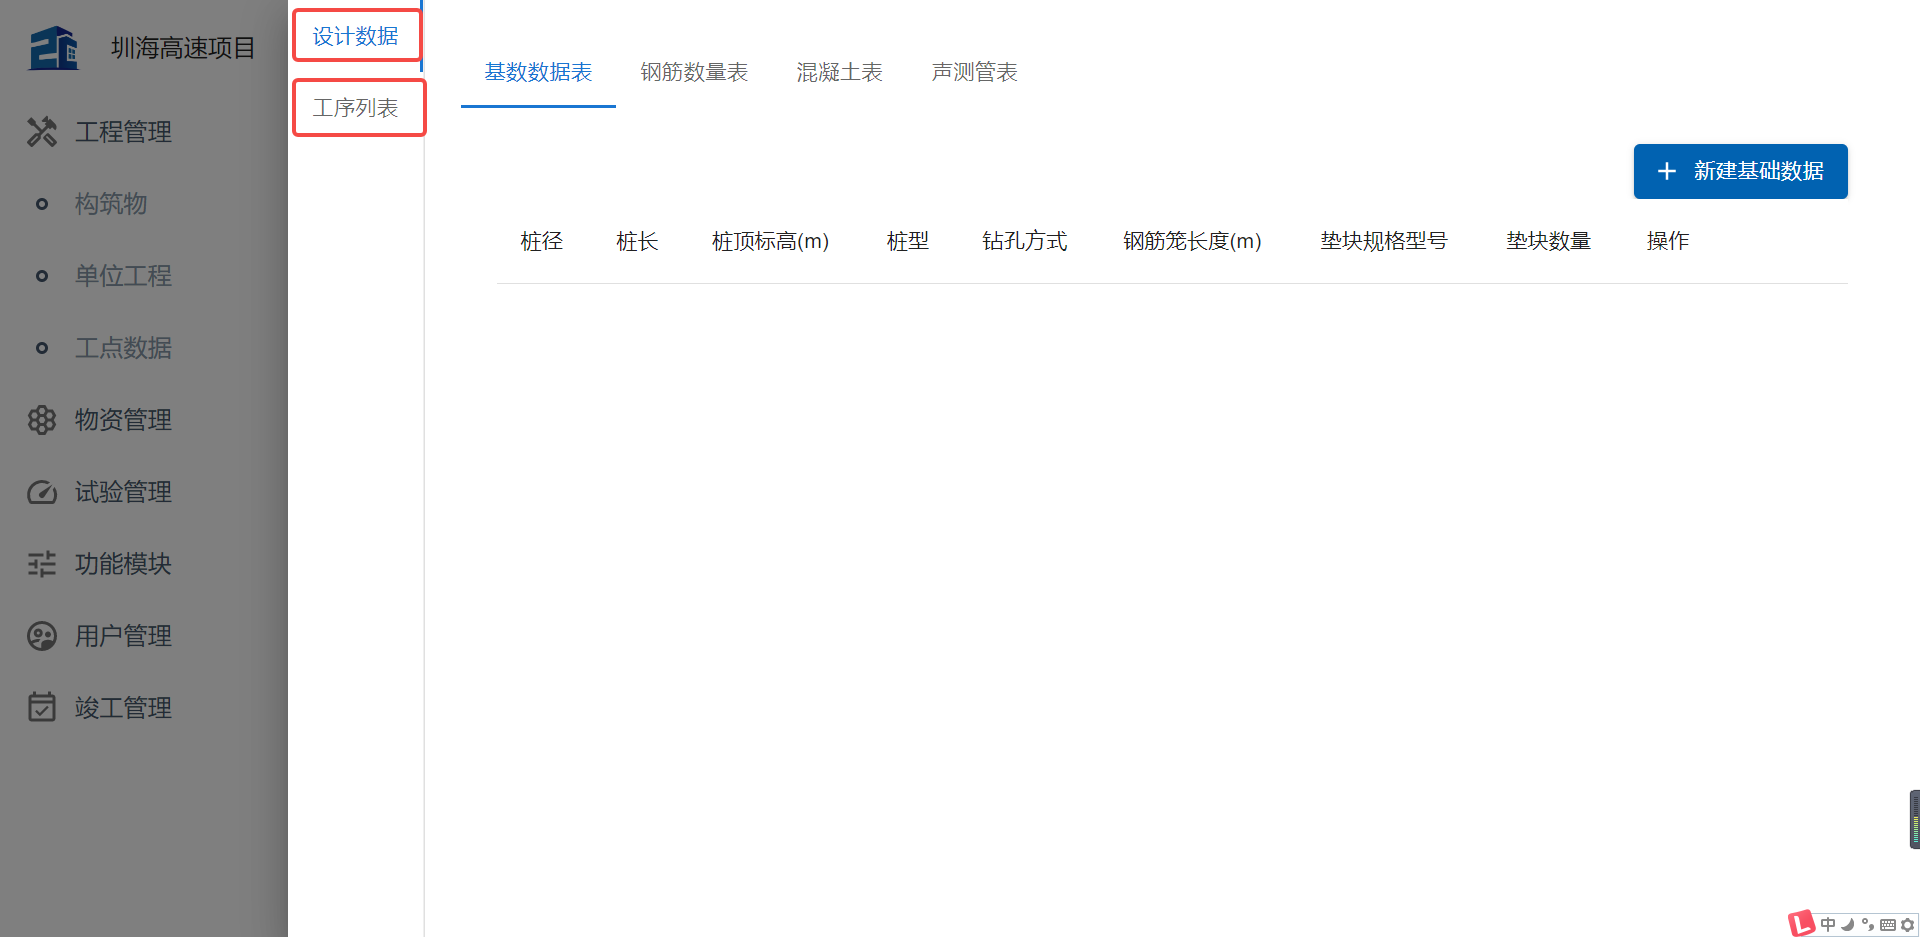 圳海高速项目
工程管理
构筑物
单位工程
工点数据
物资管理
试验管理
功能模块
用户管理
竣工管理
设计数据
工序列表
基数数据表 钢筋数量表 混凝土表 声测管表
新建基础数据
桩径 桩长 桩顶标高(m) 桩型 钻孔方式 钢筋笼长度(m) 垫块规格型号 垫块数量 操作
中